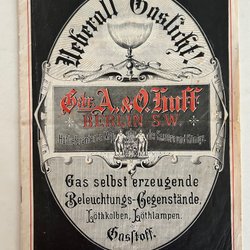 Ueberall Gaslicht!
Gebr. A. & O. Huff
BERLIN S.W
Gas selbst erzeugende
Beleuchtungs-Gegenstände,
Löthkolben, Löthlampen.
Gasstoff.